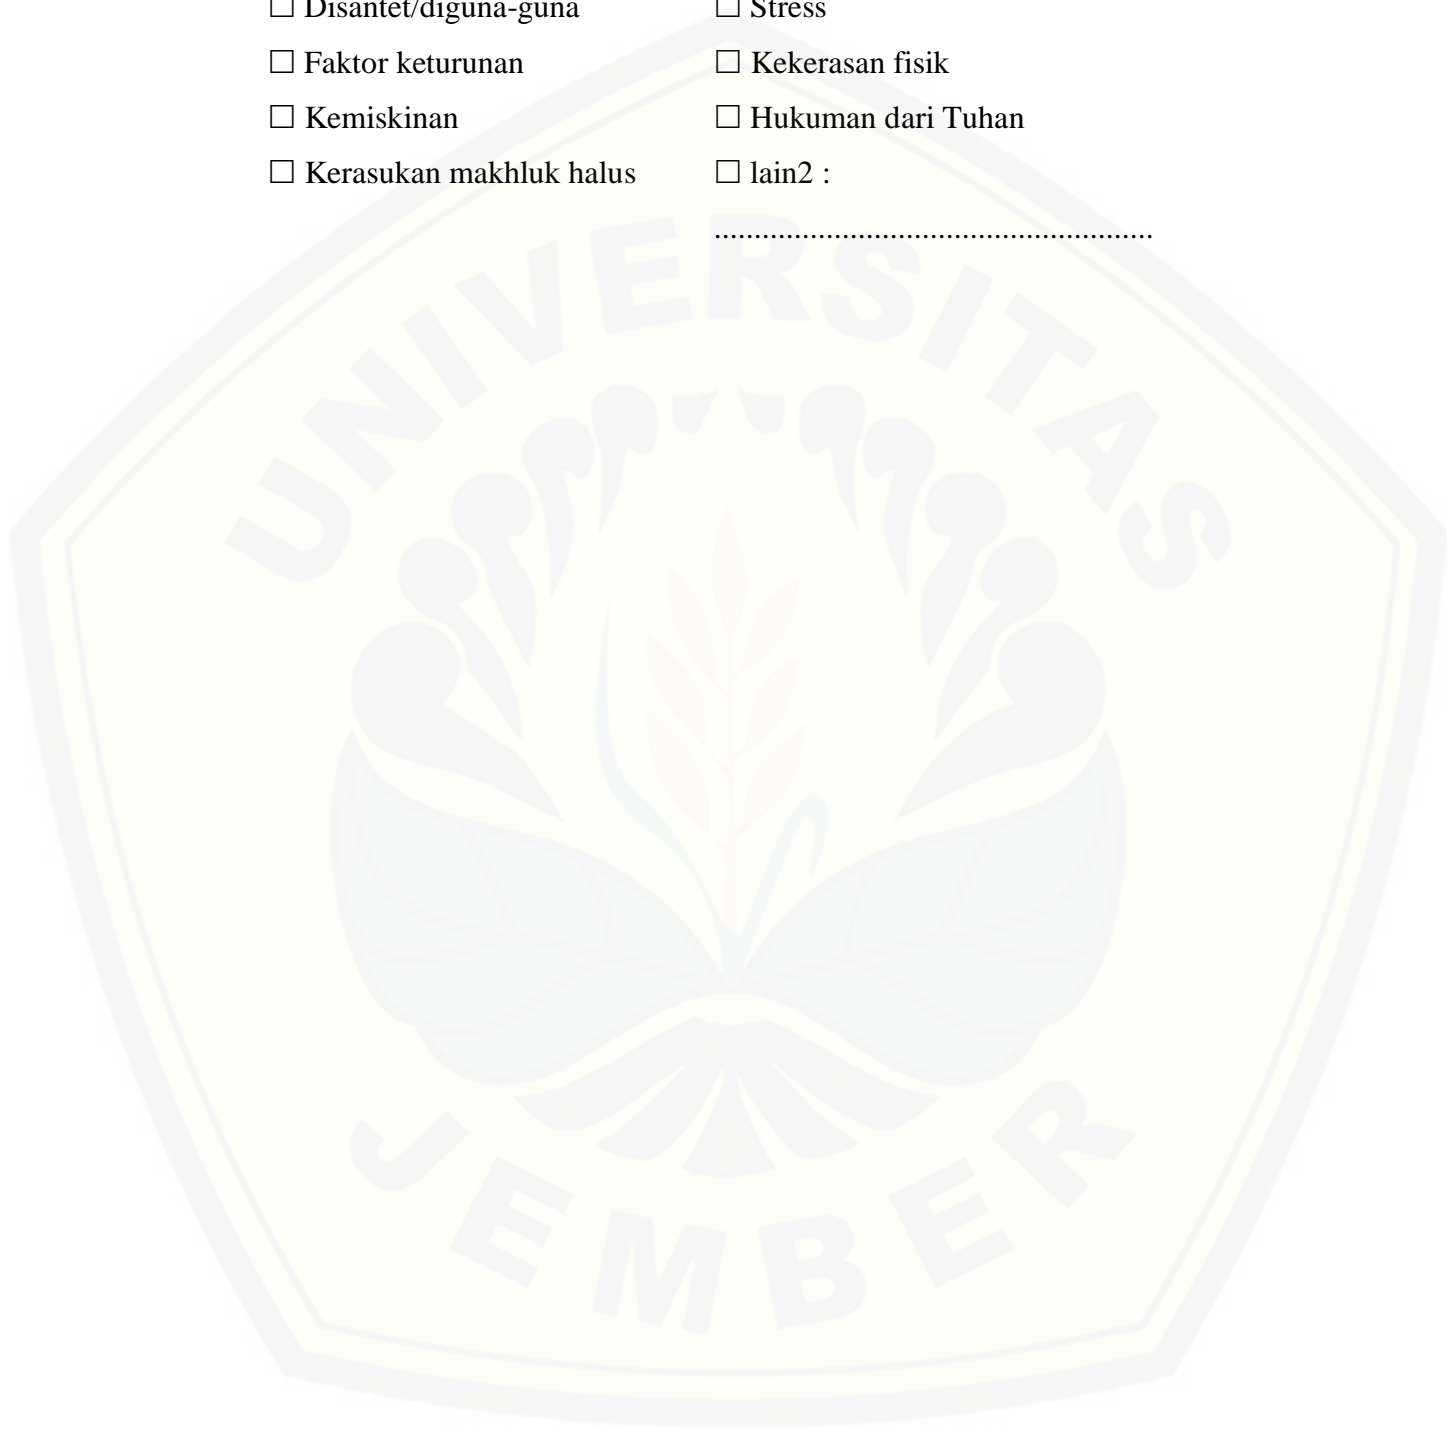 ☐ Disantet/diguna-guna ☐ Stress
☐ Faktor keturunan ☐ Kekerasan fisik
☐ Kemiskinan ☐ Hukuman dari Tuhan
☐ Kerasukan makhluk halus ☐ lain2 :
.......................................................
UNIVERSITAS
JEMBER